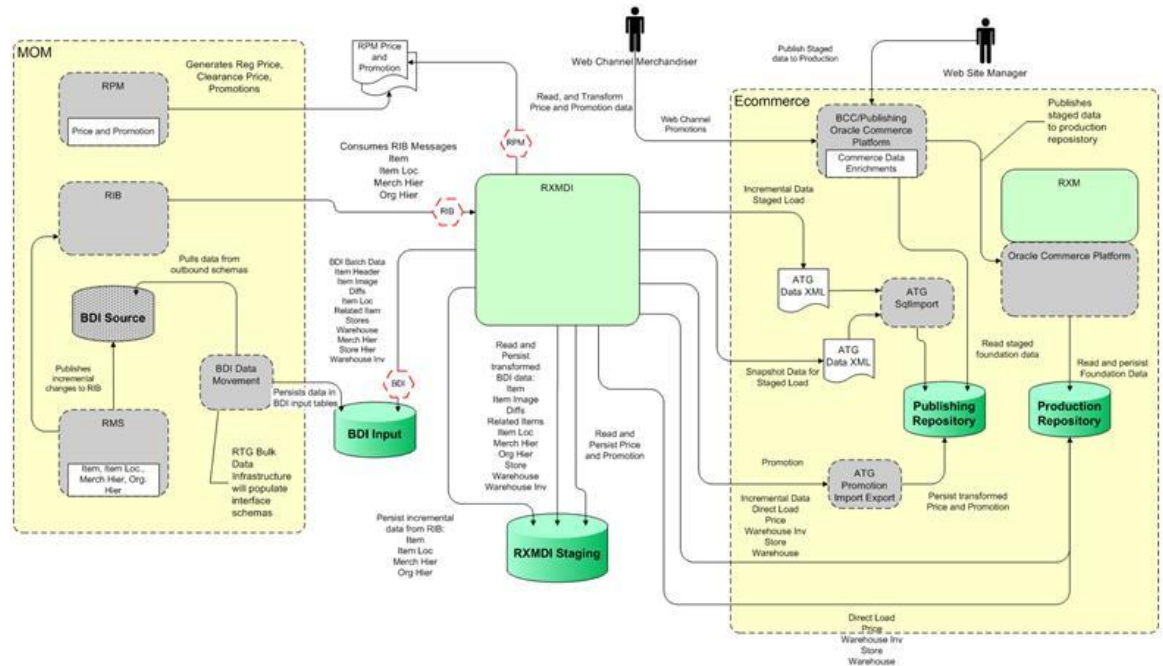 MOM
RPM
Price and Promotion
Generates Reg Price,
Clearance Price,
Promotions
RPM Price
and
Promotion
Web Channel Merchandiser
Publish Staged
data to Production
Web Site Manager
Read, and Transform
Price and Promotion data
RPM
Web Channel
Promotions
Ecommerce
BCC/Publishing
Oracle Commerce
Platform
Commerce Data
Enrichments
Publishes
staged data
to production
reposistory
RXM
Oracle Commerce Platform
Consumes RIB Messages
Item
Item Loc
Merch Hier
Org Hier
RIB
RIB
RXMDI
Incremental Data
Staged Load
ATG
Data XML
ATG
SqlImport
ATG
Data XML
Snapshot Data for
Staged Load
Read staged
foundation data
Read and perisist
Foundation Data
Publishing
Repository
Production
Repository
Pulls data from
outbound schemas
BDI Source
Publishes
incremental
changes to RIB
BDI Data
Movement
Persists data in
BDI input tables
RMS
Item, Item Loc.,
Merch Hier, Org.
Hier
RTG Bulk
Data
Infrastructure
will populate
interface
schemas
BDI Batch Data
Item Header
Item Image
Diffs
Item Loc
Related Item
Stores
Warehouse
Merch Hier
Store Hier
Warehouse Inv
BDI
BDI Input
Read and
Persist
transformed
BDI data:
Item
Item Image
Diffs
Related Items
Item Loc
Merch Hier
Org Hier
Store
Warehouse
Warehouse Inv
Read and
Persist Price
and Promotion
Persist incremental
data from RIB:
Item
Item Loc
Merch Hier
Org Hier
RXMDI Staging
Promotion
ATG
Promotion
Import Export
Persist transformed
Price and Promotion
Incremental Data
Direct Load
Price
Warehouse Inv
Store
Warehouse
Direct Load
Price
Warehouse Inv
Store
Warehouse